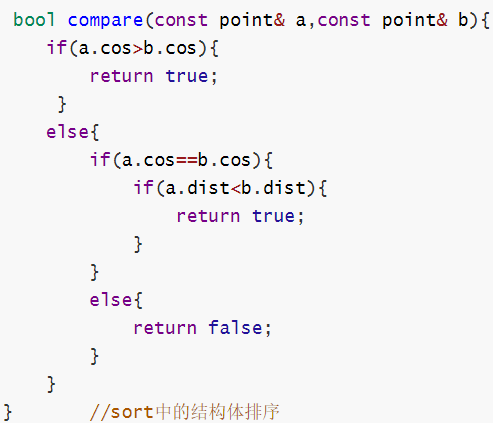 bool compare(const point& a,const point& b){
if(a.cos>b.cos){
return true;
}
else{
if(a.cos==b.cos){
if(a.dist<b.dist){
return true;
}
}
else{
return false;
}
}
} //sort中的结构体排序